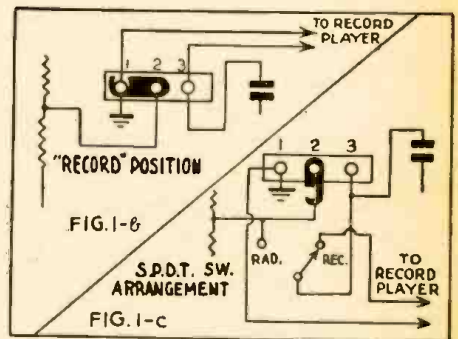 TO RECORD
PLAYER
1 2 3
"RECORD" POSITION
FIG.1-B
1 2 3
RAD. REC.
S.P.D.T. SW.
ARRANGEMENT
TO
RECORD
PLAYER
FIG.1-C